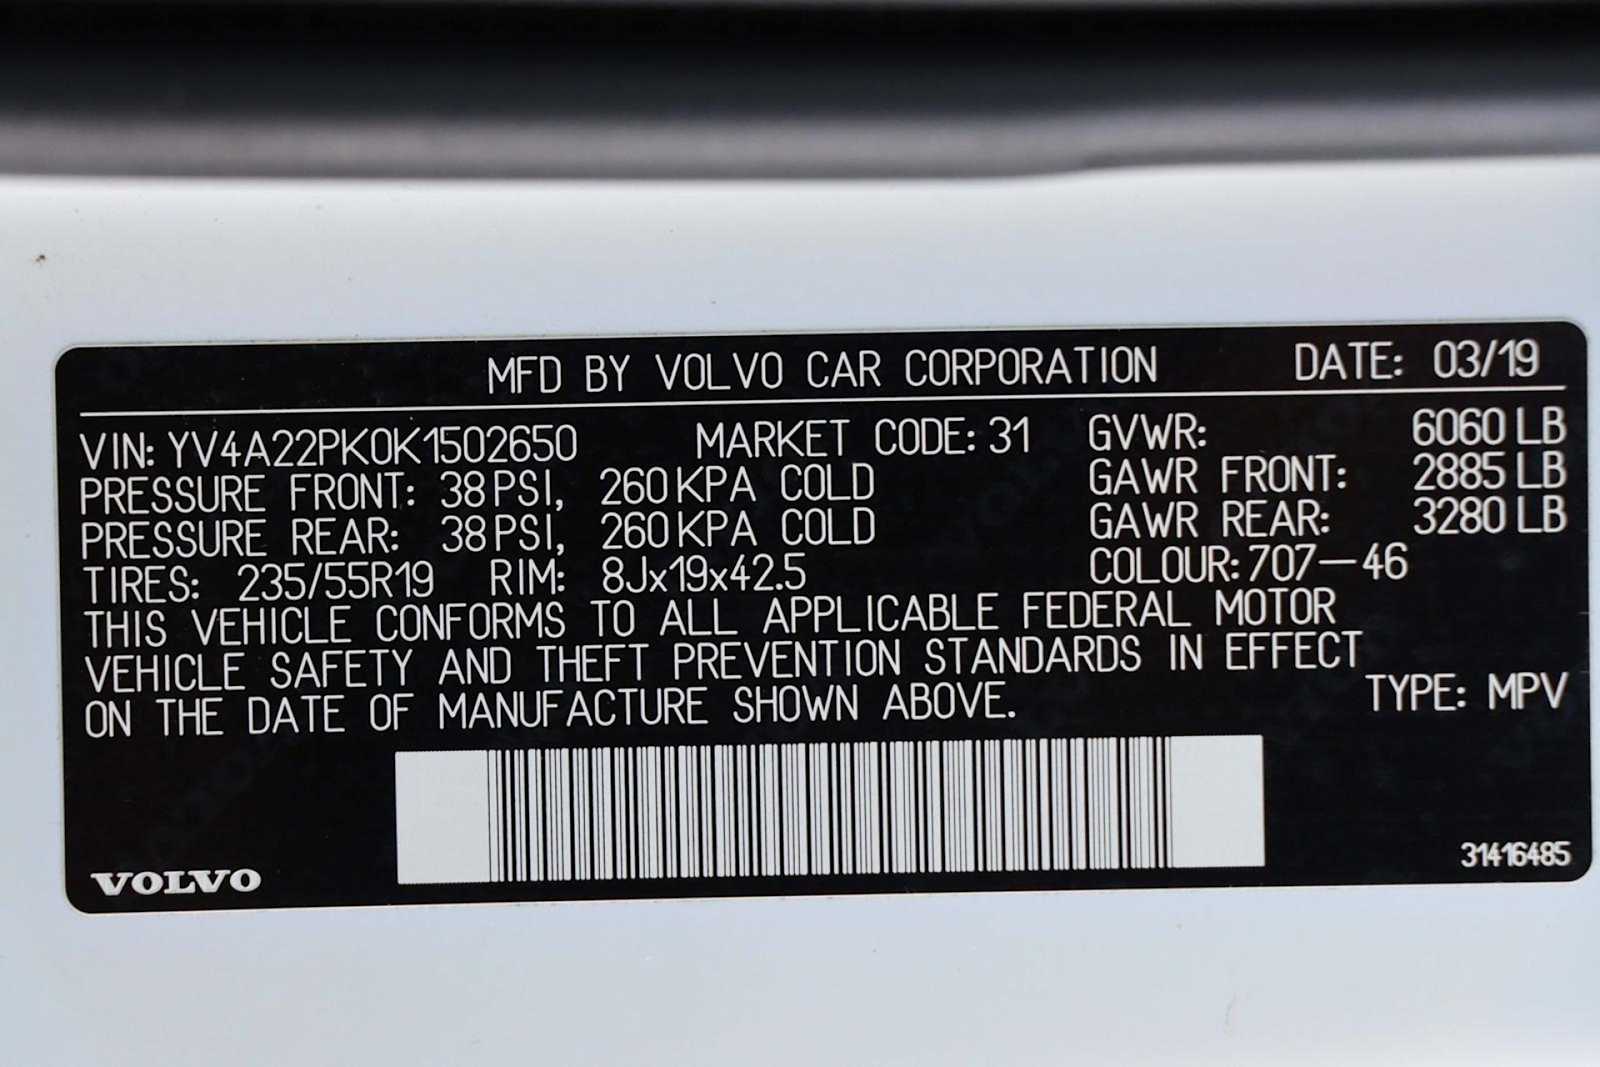 MFD BY VOLVO CAR CORPORATION DATE: 03/19
VIN: YV4A22PK0K1502650 MARKET CODE: 31 GVWR: 6060 LB
PRESSURE FRONT: 38 PSI, 260 KPA COLD GAWR FRONT: 2885 LB
PRESSURE REAR: 38 PSI, 260 KPA COLD GAWR REAR: 3280 LB
TIRES: 235/55R19 RIM: 8Jx19x42.5 COLOUR: 707-46
THIS VEHICLE CONFORMS TO ALL APPLICABLE FEDERAL MOTOR
VEHICLE SAFETY AND THEFT PREVENTION STANDARDS IN EFFECT
ON THE DATE OF MANUFACTURE SHOWN ABOVE. TYPE: MPV
VOLVO 31416485